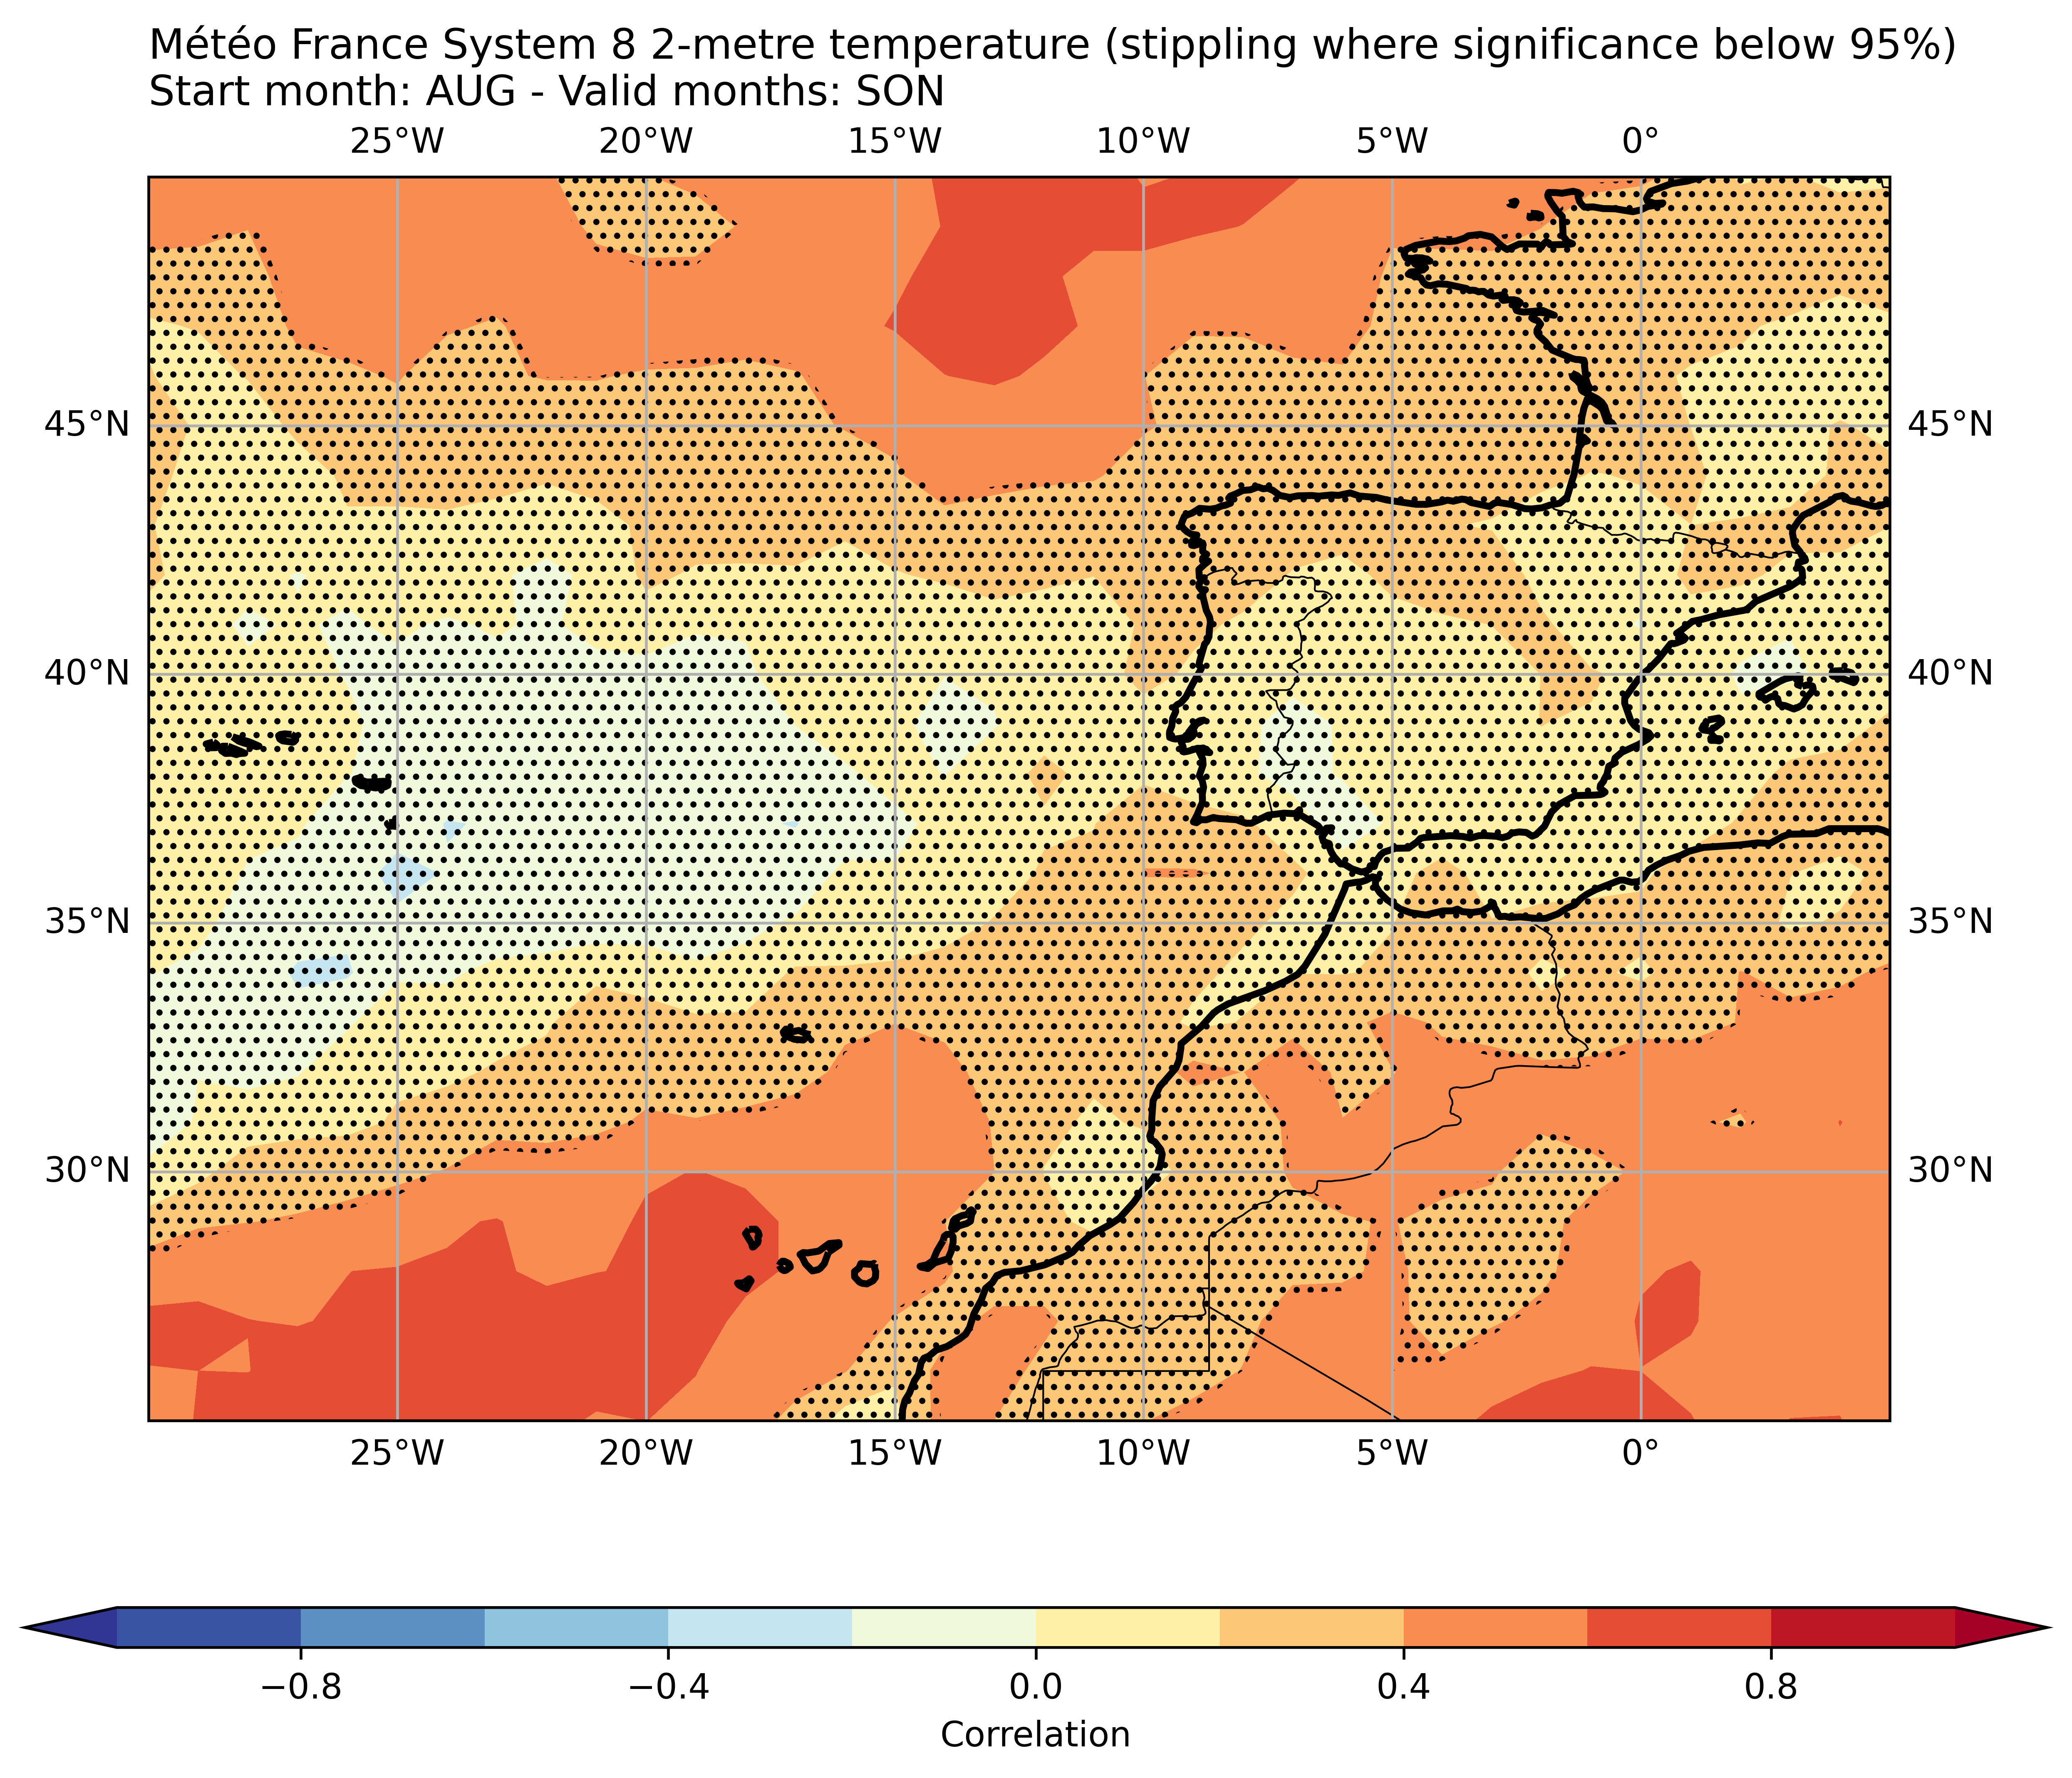 Météo France System 8 2-metre temperature (stippling where significance below 95%)
Start month: AUG - Valid months: SON
25°W 20°W 15°W 10°W 5°W 0°
45°N 45°N
40°N 40°N
35°N 35°N
30°N 30°N
25°W 20°W 15°W 10°W 5°W 0°
−0.8 −0.4 0.0 0.4 0.8
Correlation